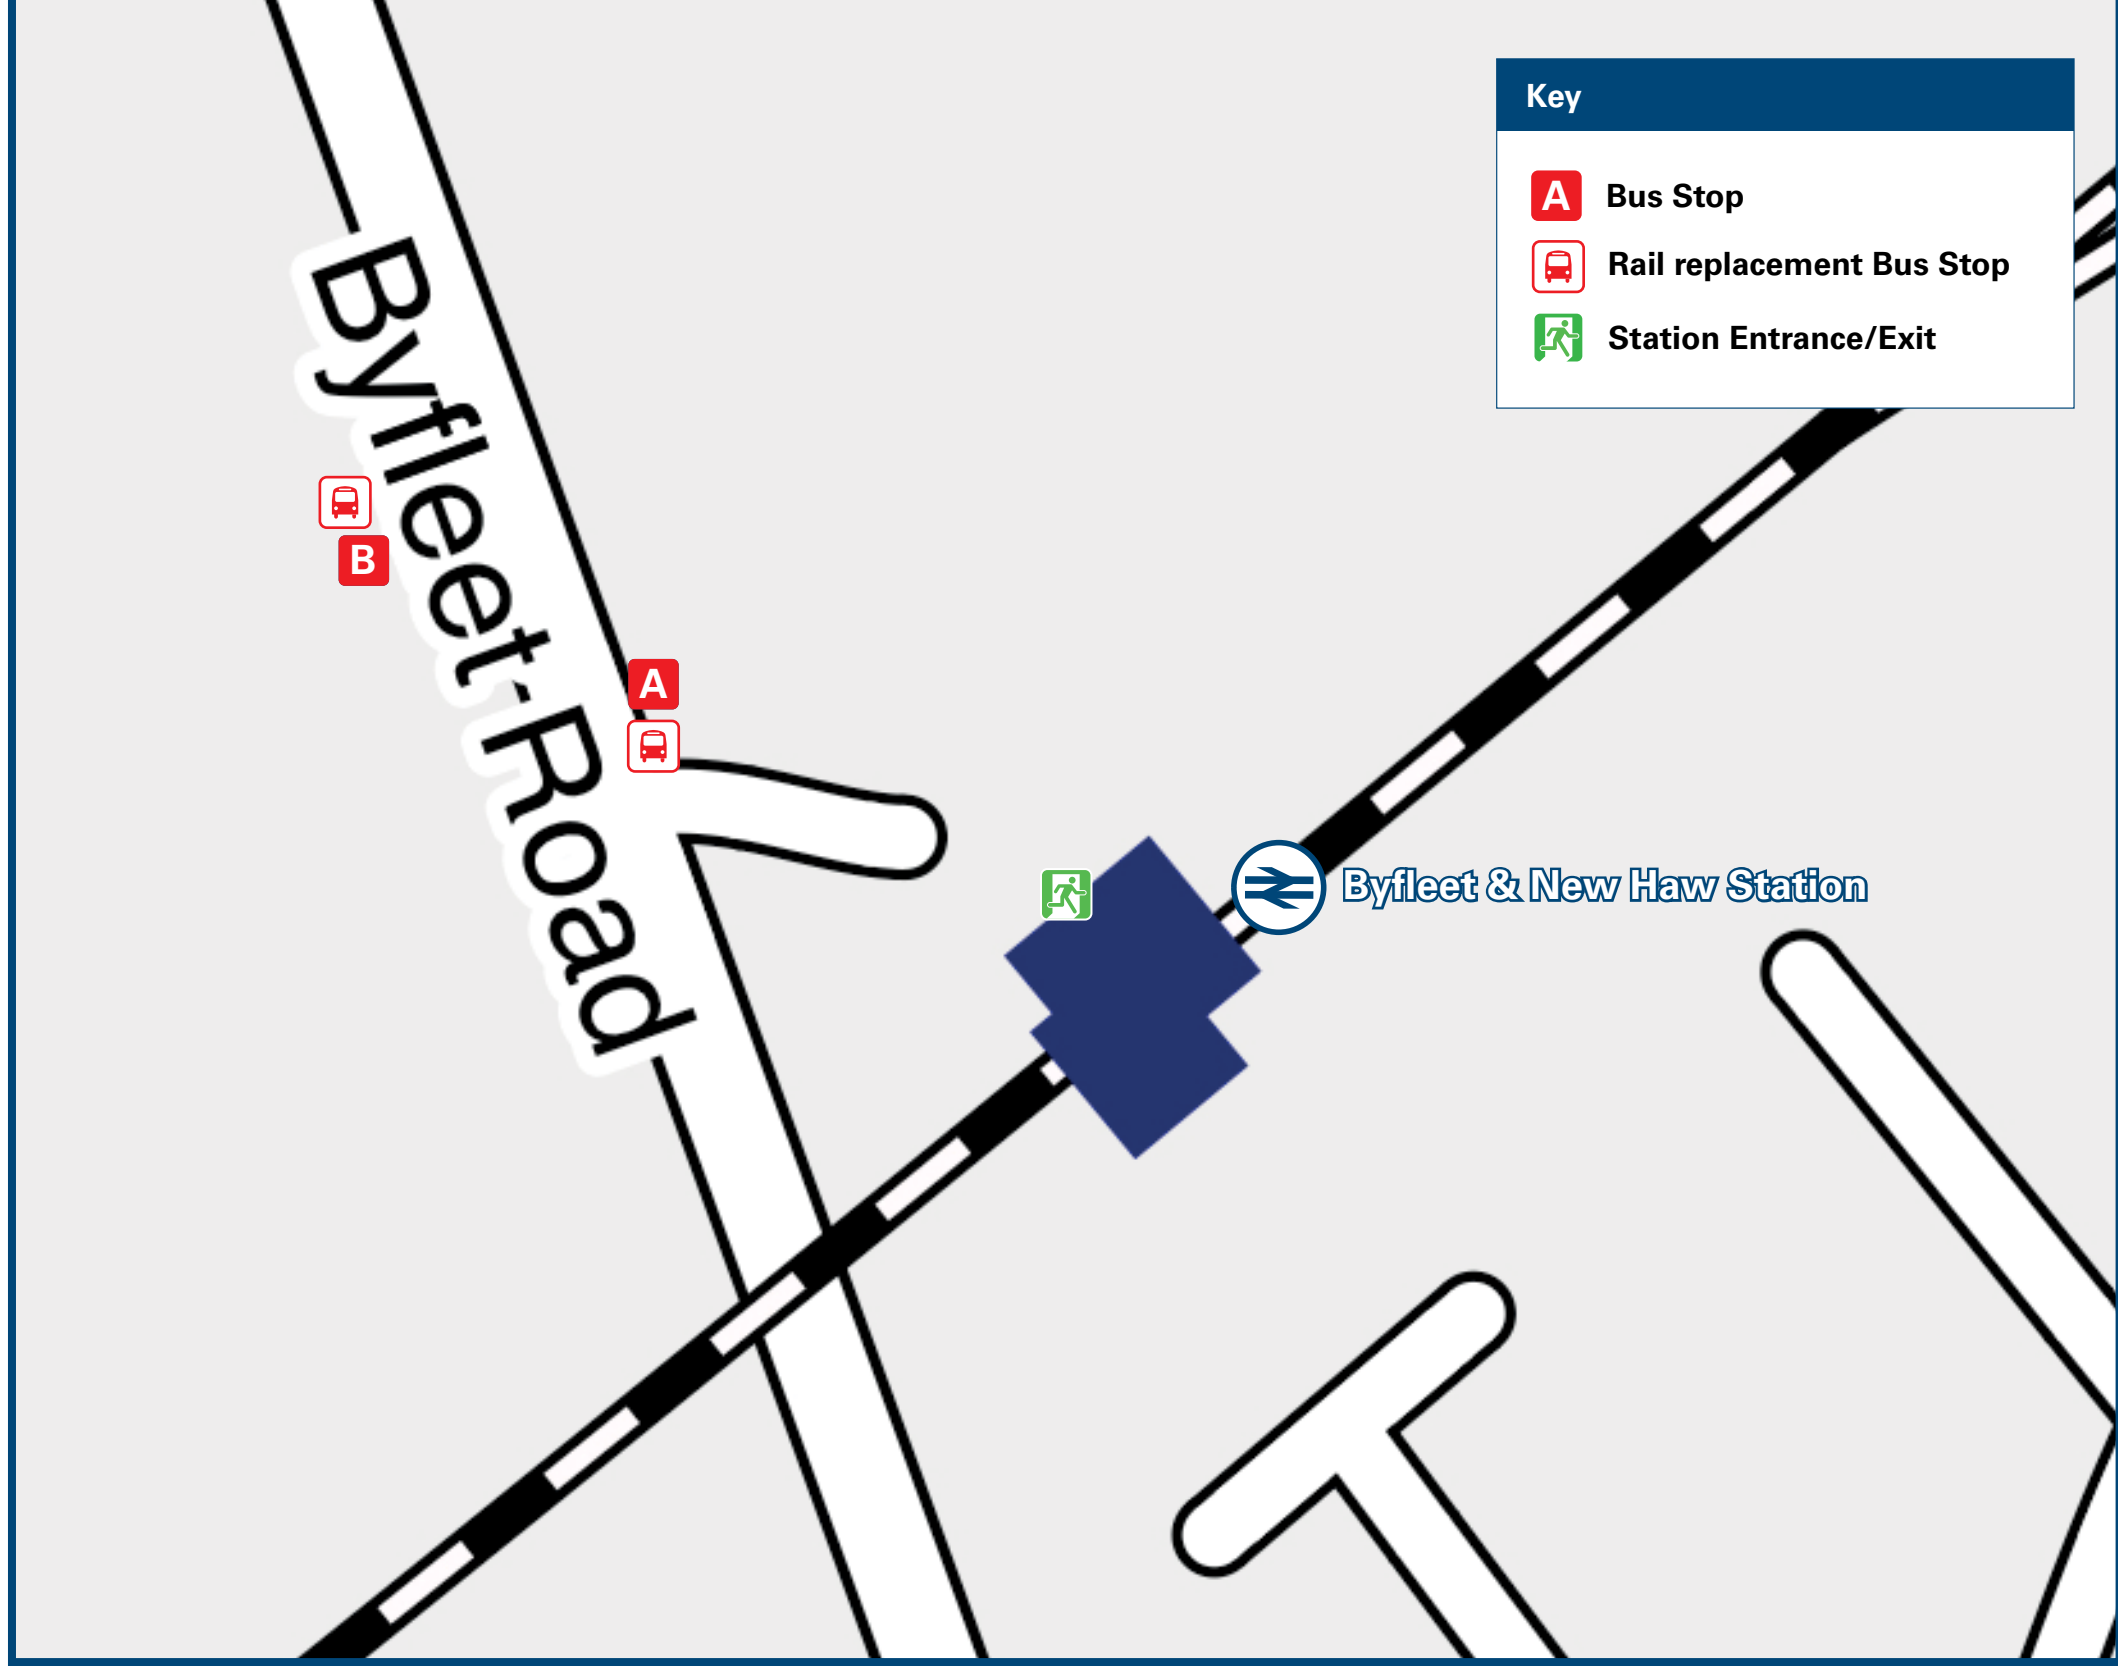 Key
A Bus Stop
Rail replacement Bus Stop
Station Entrance/Exit
Byfleet Road
B
A
Byfleet & New Haw Station